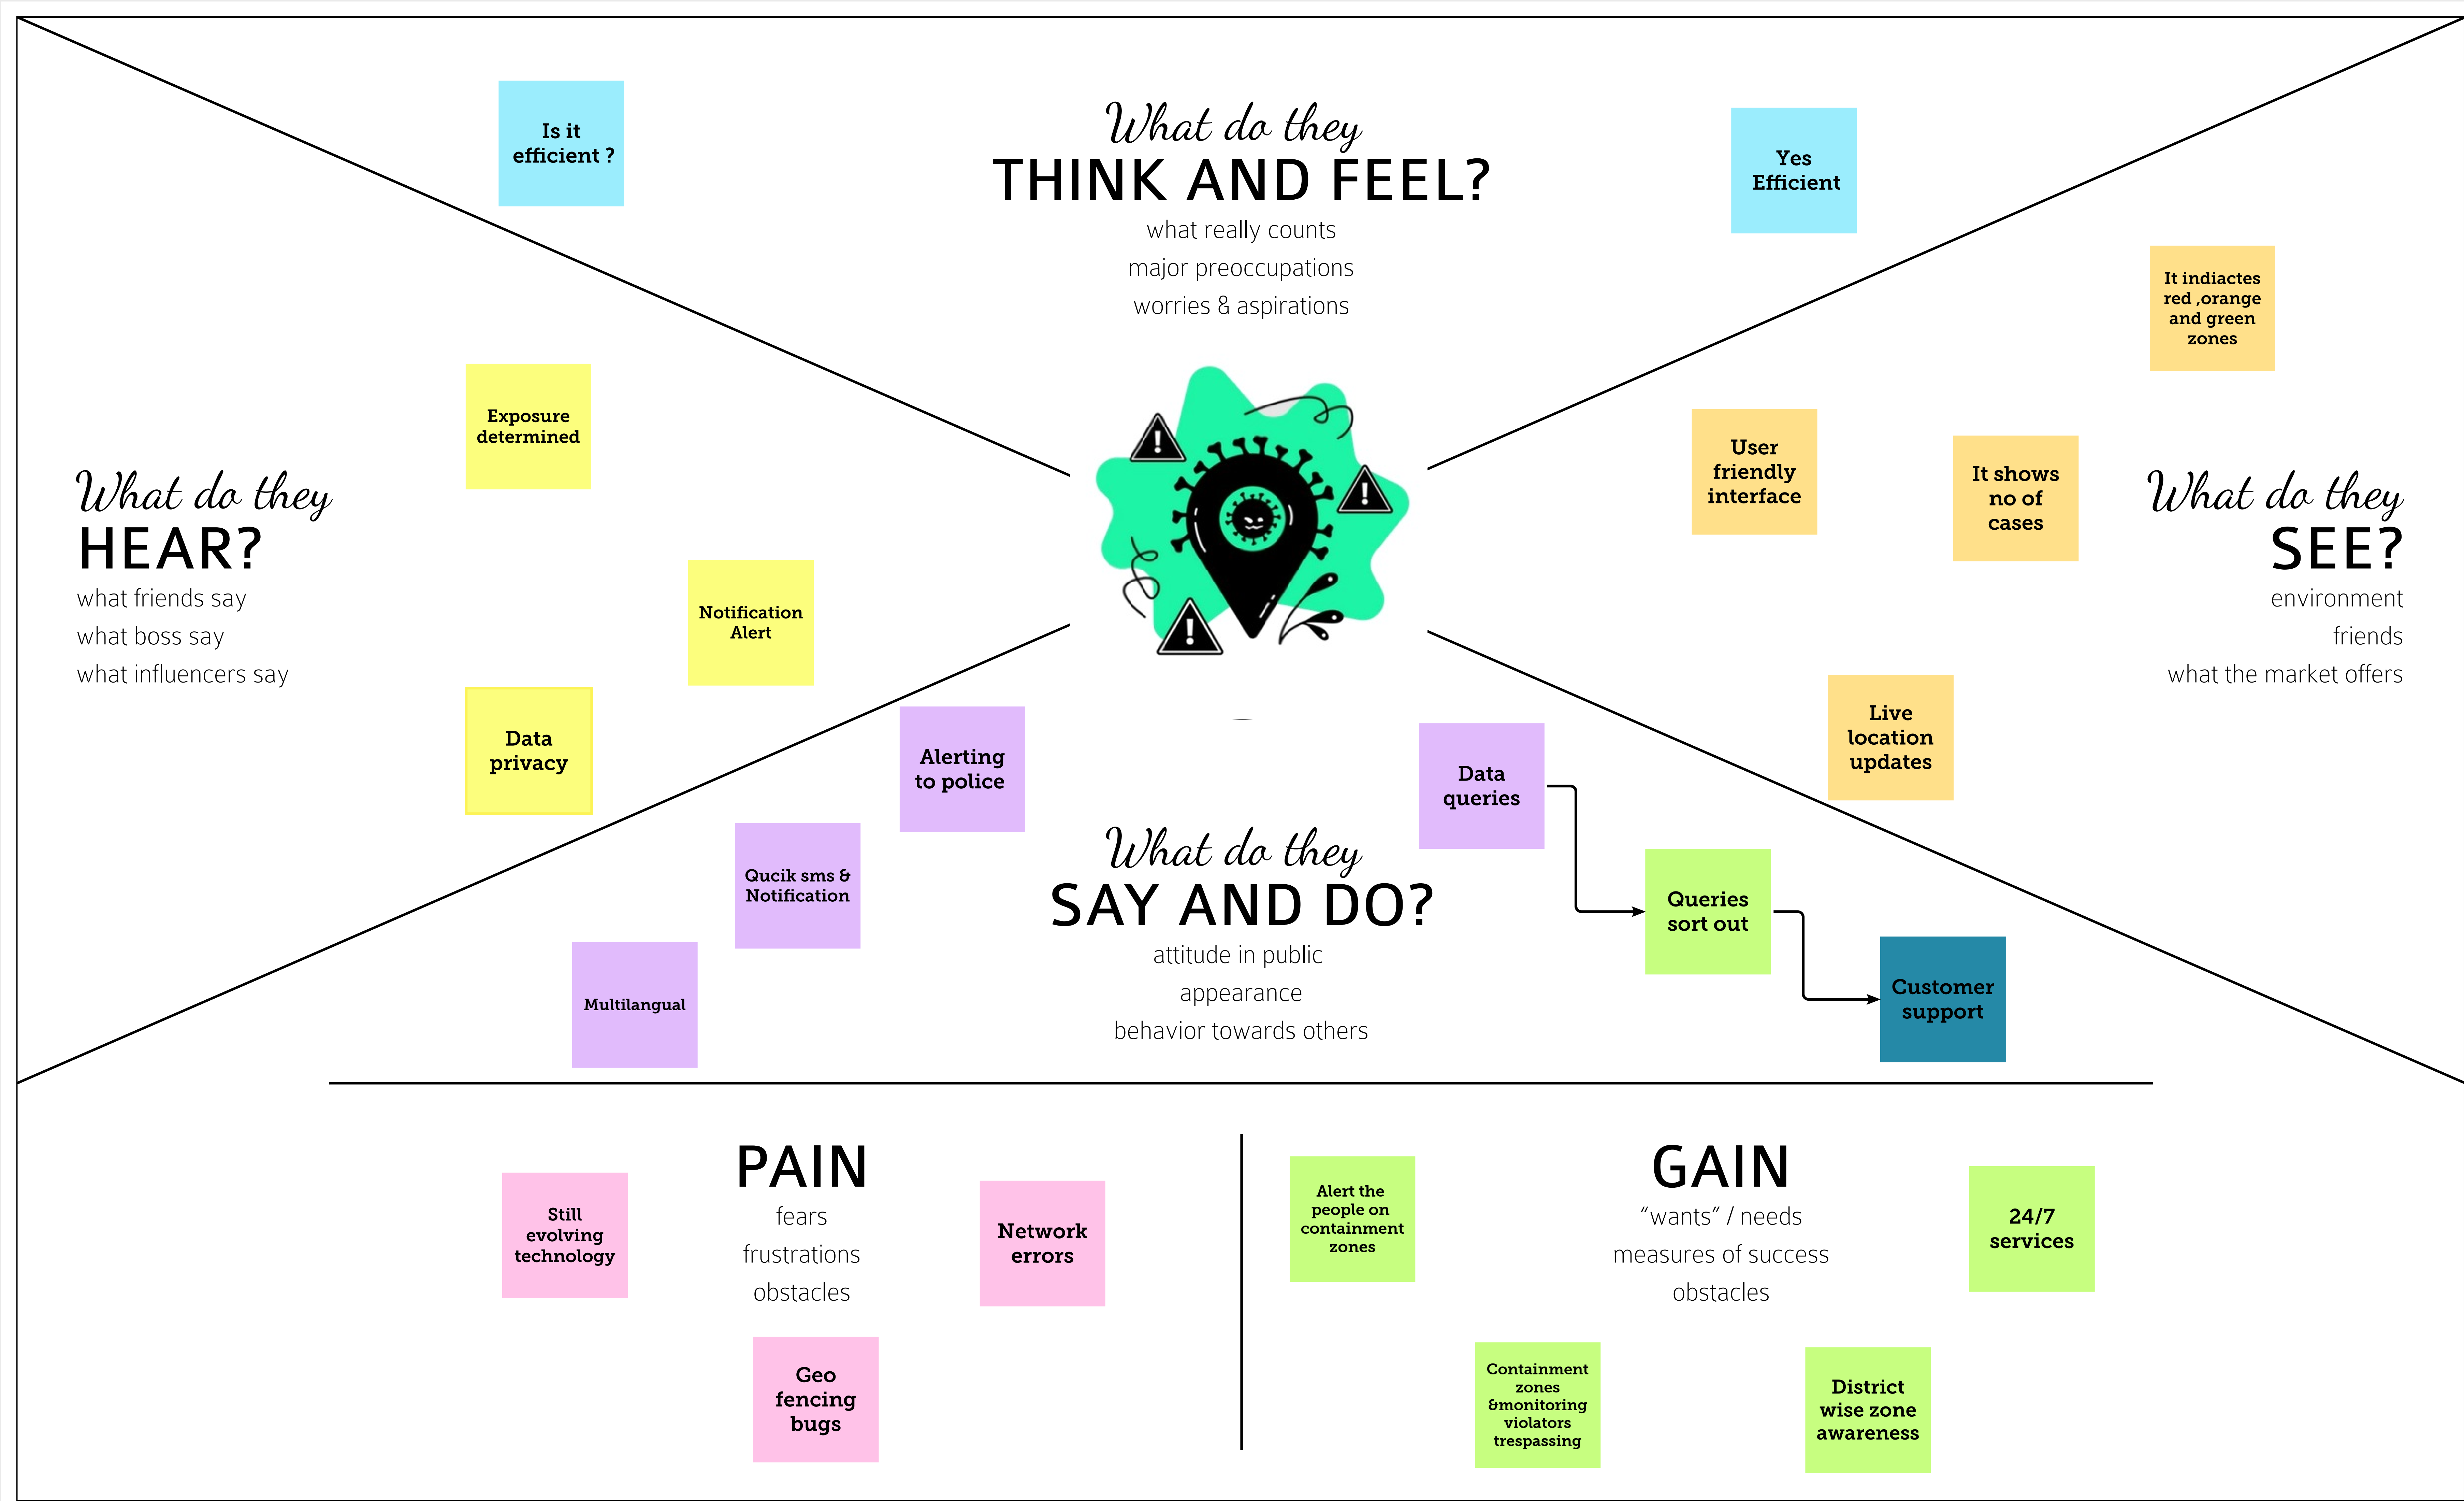 What do they
THINK AND FEEL?
what really counts
major preoccupations
worries & aspirations
Is it
efficient ?
Yes
Efficient
What do they
HEAR?
what friends say
what boss say
what influencers say
Exposure
determined
Notification
Alert
Data
privacy
What do they
SEE?
environment
friends
what the market offers
It indiactes
red ,orange
and green
zones
User
friendly
interface
It shows
no of
cases
Live
location
updates
What do they
SAY AND DO?
attitude in public
appearance
behavior towards others
Alerting
to police
Qucik sms &
Notification
Multilangual
Data
queries
Queries
sort out
Customer
support
PAIN
fears
frustrations
obstacles
Still
evolving
technology
Network
errors
Geo
fencing
bugs
GAIN
“wants” / needs
measures of success
obstacles
Alert the
people on
containment
zones
24/7
services
Containment
zones
&monitoring
violators
trespassing
District
wise zone
awareness